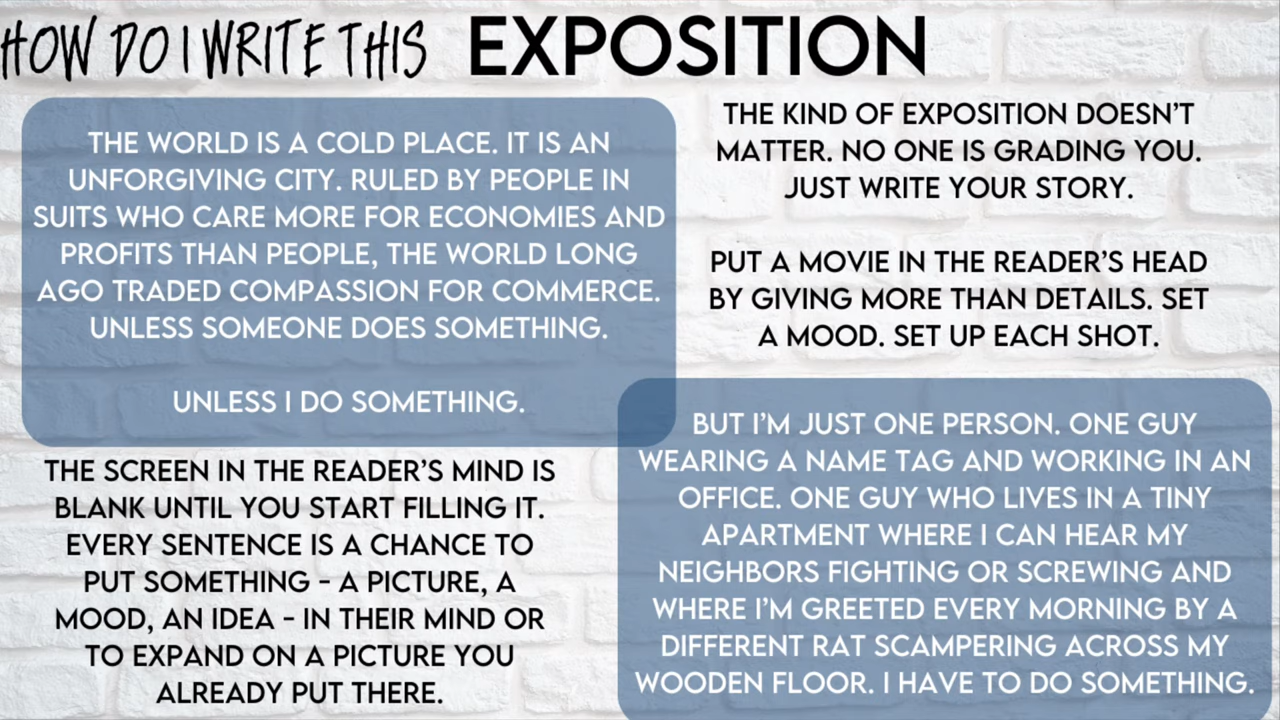 HOW DO I WRITE THIS EXPOSITION
THE WORLD IS A COLD PLACE. IT IS AN
UNFORGIVING CITY. RULED BY PEOPLE IN
SUITS WHO CARE MORE FOR ECONOMIES AND
PROFITS THAN PEOPLE, THE WORLD LONG
AGO TRADED COMPASSION FOR COMMERCE.
UNLESS SOMEONE DOES SOMETHING.
UNLESS I DO SOMETHING.
THE KIND OF EXPOSITION DOESN'T
MATTER. NO ONE IS GRADING YOU.
JUST WRITE YOUR STORY.
PUT A MOVIE IN THE READER'S HEAD
BY GIVING MORE THAN DETAILS. SET
A MOOD. SET UP EACH SHOT.
THE SCREEN IN THE READER'S MIND IS
BLANK UNTIL YOU START FILLING IT.
EVERY SENTENCE IS A CHANCE TO
PUT SOMETHING - A PICTURE, A
MOOD, AN IDEA - IN THEIR MIND OR
TO EXPAND ON A PICTURE YOU
ALREADY PUT THERE.
BUT I'M JUST ONE PERSON. ONE GUY
WEARING A NAME TAG AND WORKING IN AN
OFFICE. ONE GUY WHO LIVES IN A TINY
APARTMENT WHERE I CAN HEAR MY
NEIGHBORS FIGHTING OR SCREWING AND
WHERE I'M GREETED EVERY MORNING BY A
DIFFERENT RAT SCAMPERING ACROSS MY
WOODEN FLOOR. I HAVE TO DO SOMETHING.